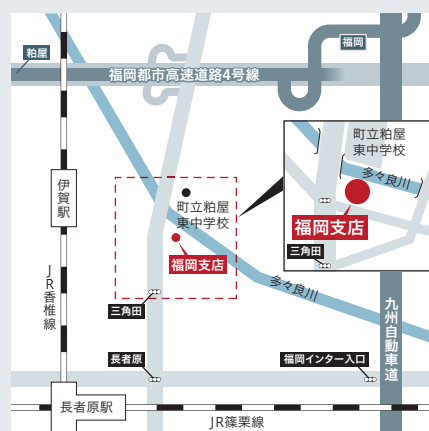 福岡
粕屋
福岡都市高速道路4号線
町立粕屋
東中学校
多々良川
福岡支店
三角田
伊賀駅
町立粕屋
東中学校
福岡支店
JR香椎線
多々良川
三角田
九州自動車道
長者原
福岡インター入口
長者原駅
JR篠栗線